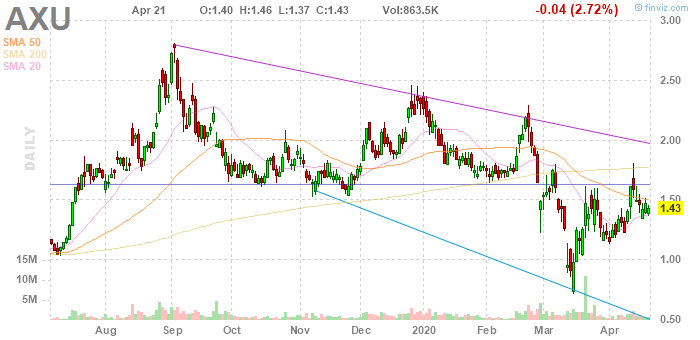 AXU Apr 21 O:1.40 H:1.46 L:1.37 C:1.43 Vol:863.5K © finviz.com -0.04 (2.72%)
SMA 50
SMA 200
SMA 20
DAILY
3.00
2.50
2.00
1.50
1.43
1.00
0.50
15M
10M
5M
Aug Sep Oct Nov Dec 2020 Feb Mar Apr